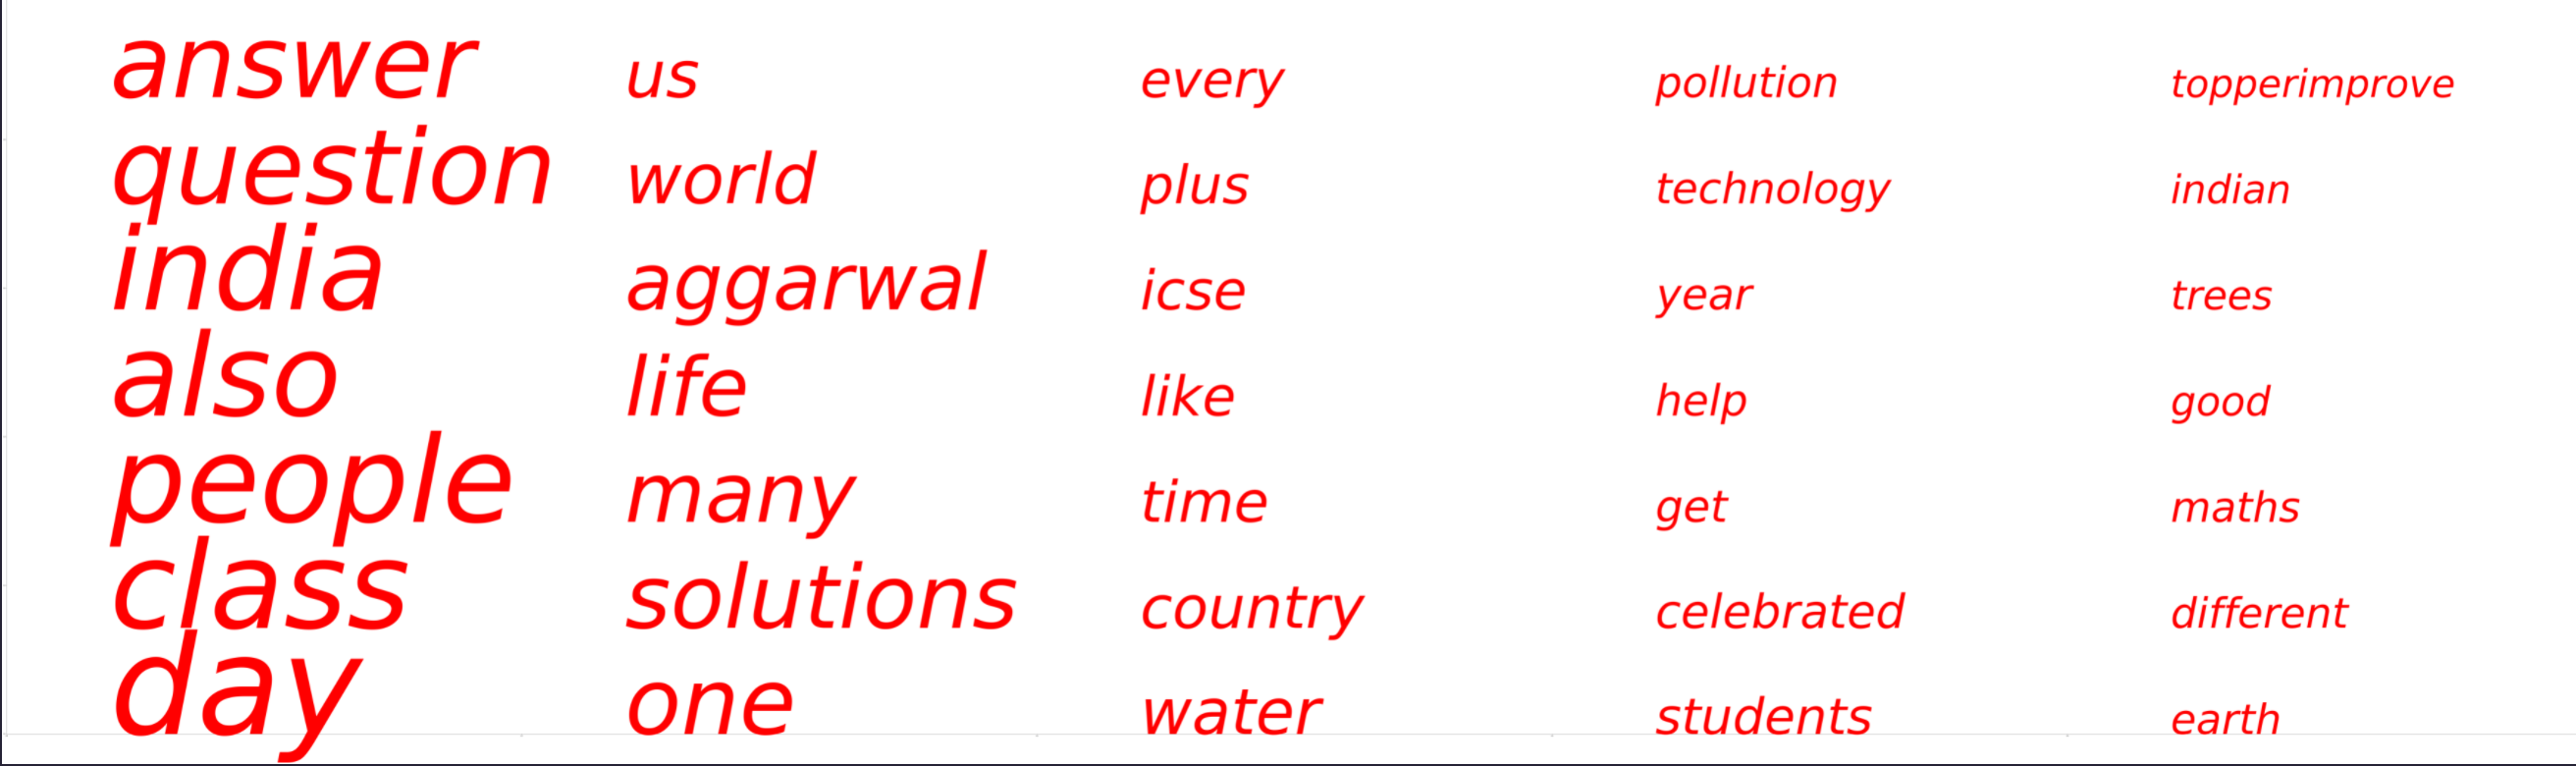 answer us every pollution topperimprove
question world plus technology indian
india aggarwal icse year trees
also life like help good
people many time get maths
class solutions country celebrated different
day one water students earth